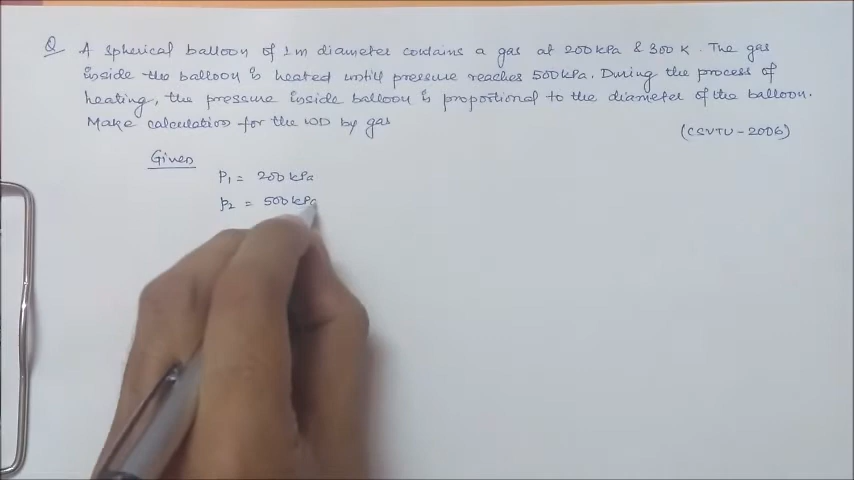 Q A spherical balloon of 1m diameter contains a gas at 200 kPa & 300 K. The gas
inside the balloon is heated until pressure reaches 500 kPa. During the process of
heating, the pressure inside balloon is proportional to the diameter of the balloon.
Make calculation for the WD by gas
(CSVTU - 2006)
Given
P1 = 200 kPa
P2 = 500 kPa